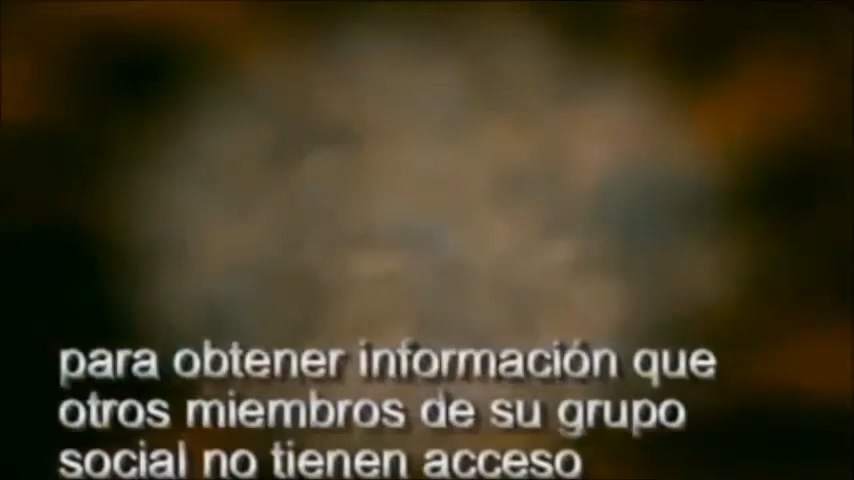 para obtener información que
otros miembros de su grupo
social no tienen acceso